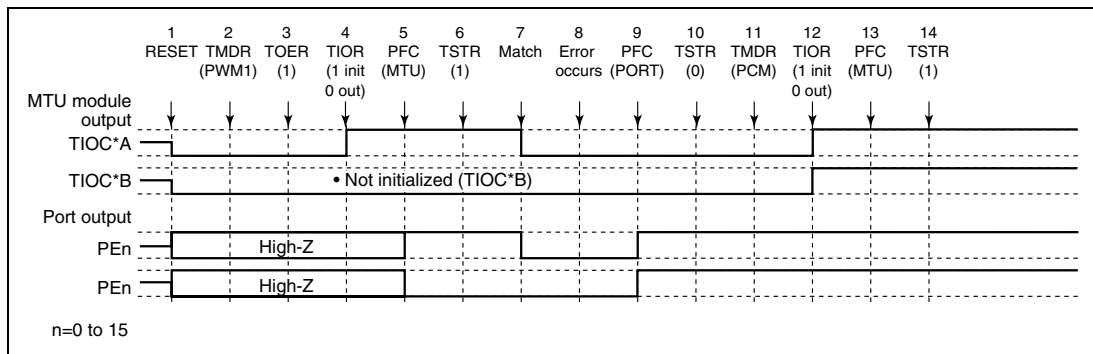 1 2 3 4 5 6 7 8 9 10 11 12 13 14
RESET TMDR TOER TIOR PFC TSTR Match Error PFC TSTR TMDR TIOR PFC TSTR
(PWM1) (1) (1 init (MTU) (1) occurs (PORT) (0) (PCM) (1 init (MTU) (1)
0 out) 0 out)
MTU module
output
TIOC*A
TIOC*B • Not initialized (TIOC*B)
Port output
PEn High-Z
PEn High-Z
n=0 to 15